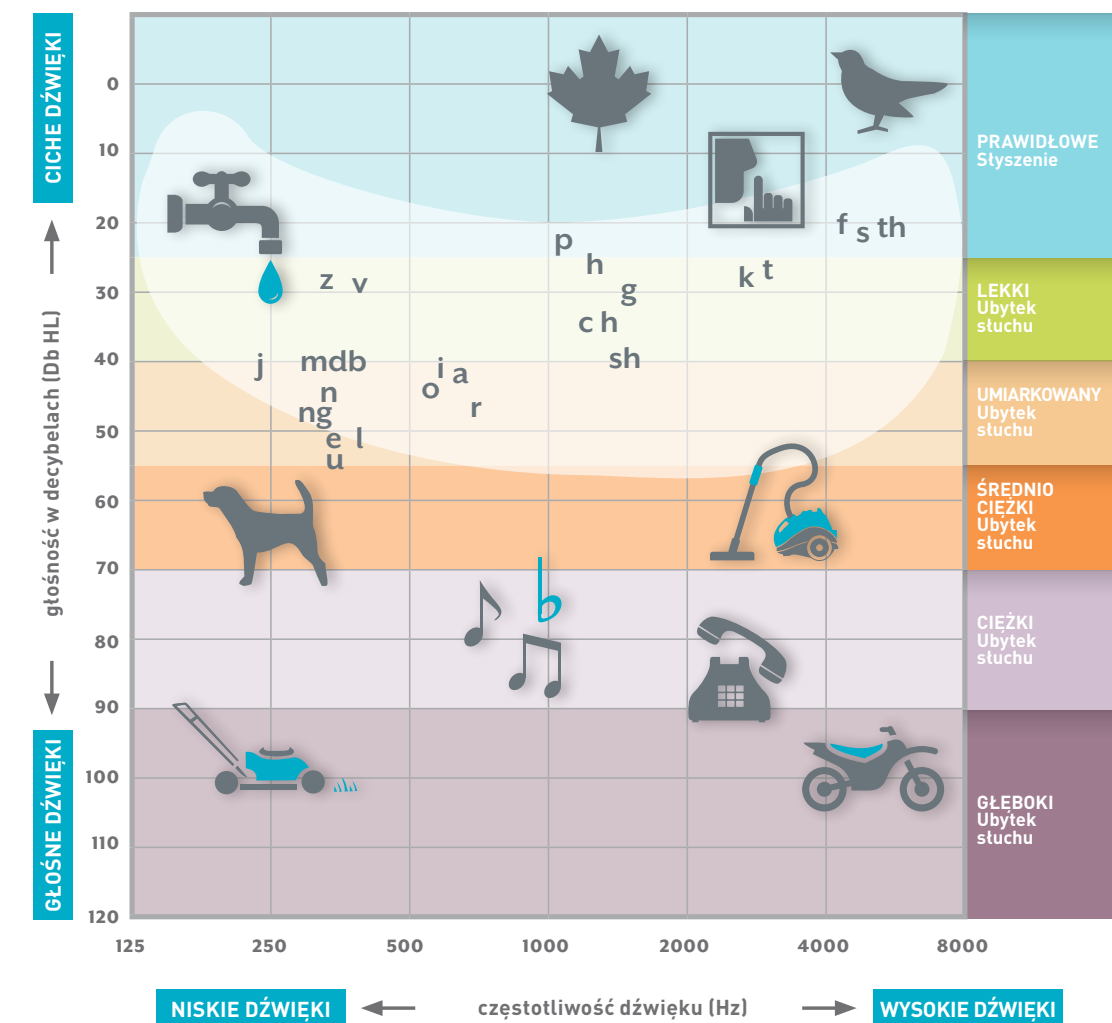 CICHE DŹWIĘKI
głośność w decybelach (Db HL)
GŁOŚNE DŹWIĘKI
0
10
20
30
40
50
60
70
80
90
100
110
120
f s th
p
h
k t
z v
g
c h
sh
j
mdb
i a
n
o
ng
r
e l
u
PRAWIDŁOWE
Słyszenie
LEKKI
Ubytek
słuchu
UMIARKOWANY
Ubytek
słuchu
ŚREDNIO
CIĘŻKI
Ubytek
słuchu
CIĘŻKI
Ubytek
słuchu
GŁĘBOKI
Ubytek
słuchu
125 250 500 1000 2000 4000 8000
NISKIE DŹWIĘKI częstotliwość dźwięku (Hz) WYSOKIE DŹWIĘKI